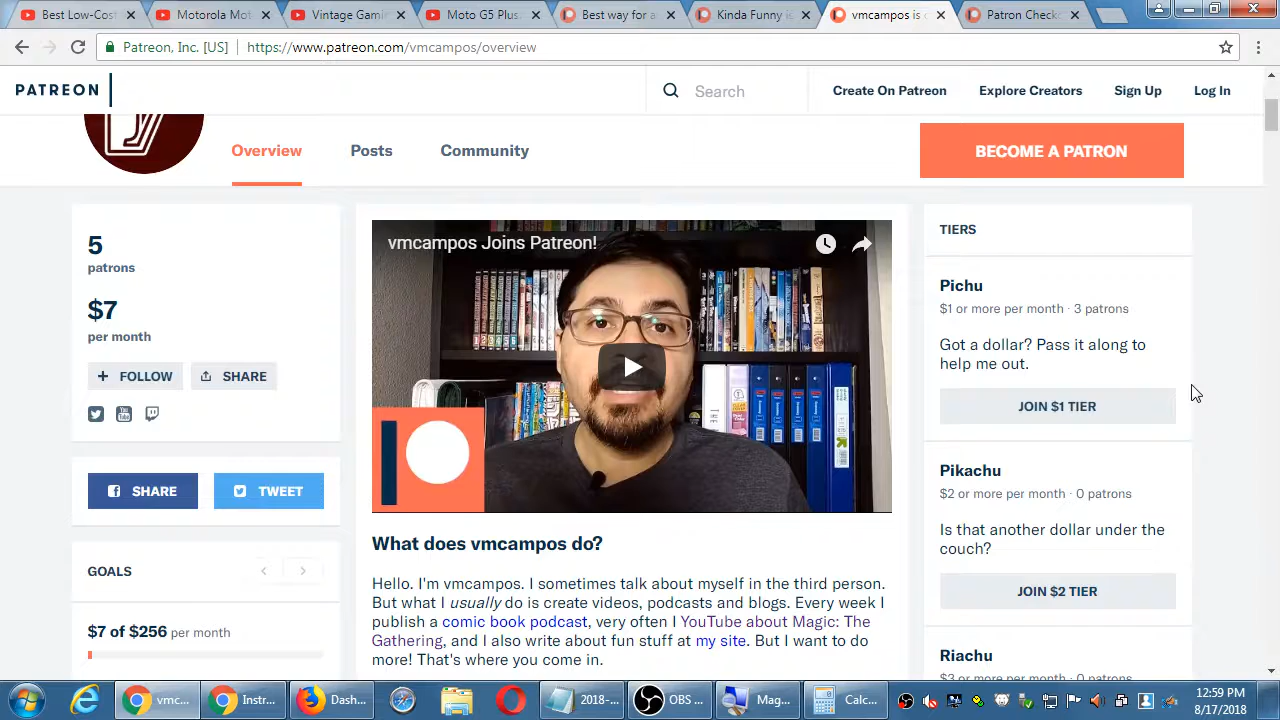 Best Low-Cost
Motorola Mot
Vintage Gami
Moto G5 Plus
Best way for a
Kinda Funny i
vmcampos is
Patron Check
Patreon, Inc. [US]
https://www.patreon.com/vmcampos/overview
PATREON
Search
Create On Patreon
Explore Creators
Sign Up
Log In
Overview
Posts
Community
BECOME A PATRON
5
patrons
$7
per month
FOLLOW
SHARE
SHARE
TWEET
GOALS
$7 of $256 per month
vmcampos Joins Patreon!
What does vmcampos do?
Hello. I'm vmcampos. I sometimes talk about myself in the third person.
But what I usually do is create videos, podcasts and blogs. Every week I
publish a comic book podcast, very often I YouTube about Magic: The
Gathering, and I also write about fun stuff at my site. But I want to do
more! That's where you come in.
TIERS
Pichu
$1 or more per month · 3 patrons
Got a dollar? Pass it along to
help me out.
JOIN $1 TIER
Pikachu
$2 or more per month · 0 patrons
Is that another dollar under the
couch?
JOIN $2 TIER
Riachu
$3 or more per month · 0 patrons
vmc...
Instr...
Dash...
2018-...
OBS ...
Mag...
Calc...
12:59 PM
8/17/2018